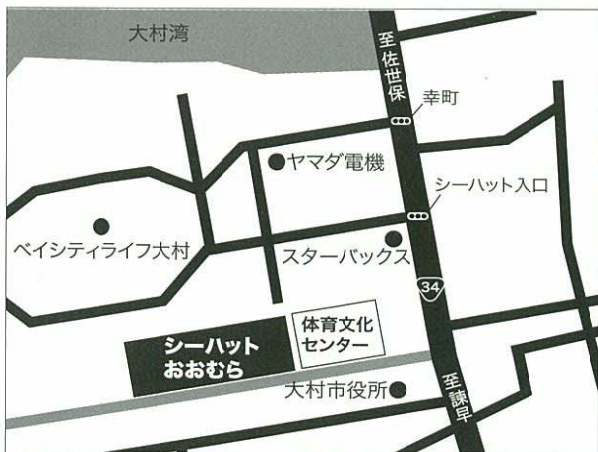 大村湾
至佐世保
幸町
ヤマダ電機
シーハット入口
ベイシティライフ大村
スターバックス
34
シーハット
おおむら
体育文化
センター
大村市役所
至諫早